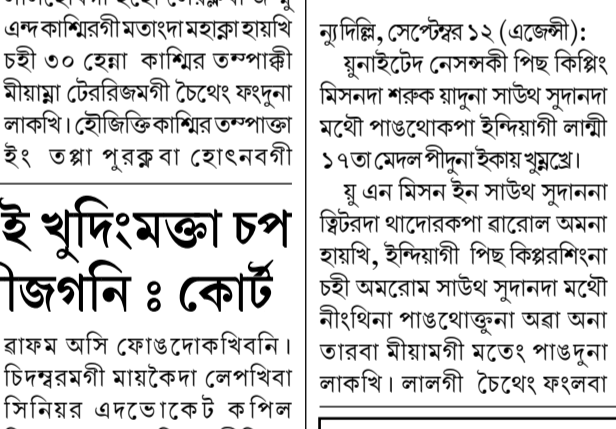 এন্দ কাশ্মিরগী মতাংদা মহাক্না হায়খি
চহী ৩০ হেন্না কাশ্মির তম্পাক্কী
মীয়াম্না টেররিজমগী চৈথেং ফংদুনা
লাকখি। হৌজিক্তি কাশ্মির তম্পাক্তা
ইং তপ্পা পুরক্নবা হোৎনবগী
ই খুদিংমক্তা চপ
ীজগনি ঃ কোর্ট
ৱাফম অসি ফোঙদোকখিবনি।
চিদম্বরমগী মায়কৈদা লেপখিবা
সিনিয়র এদভোকেট কপিল
ন্যুদিল্লি, সেপ্টেম্বর ১২ (এজেন্সী):
য়ুনাইটেদ নেসন্সকী পিছ কিপ্পিং
মিসনদা শরুক য়াদুনা সাউথ সুদানদা
মথৌ পাঙথোকপা ইন্দিয়াগী লান্মী
১৭তা মেদল পীদুনা ইকায় খুম্নখ্রে।
য়ু এন মিসন ইন সাউথ সুদাননা
ত্বিটরদা থাদোরকপা ৱারোল অমনা
হায়খি, ইন্দিয়াগী পিছ কিপ্পরশিংনা
চহী অমরোম সাউথ সুদানদা মথৌ
নীংথিনা পাঙথোক্তুনা অৱা অনা
তারবা মীয়ামগী মতেং পাঙদুনা
লাকখি। লালগী চৈথেং ফংলবা